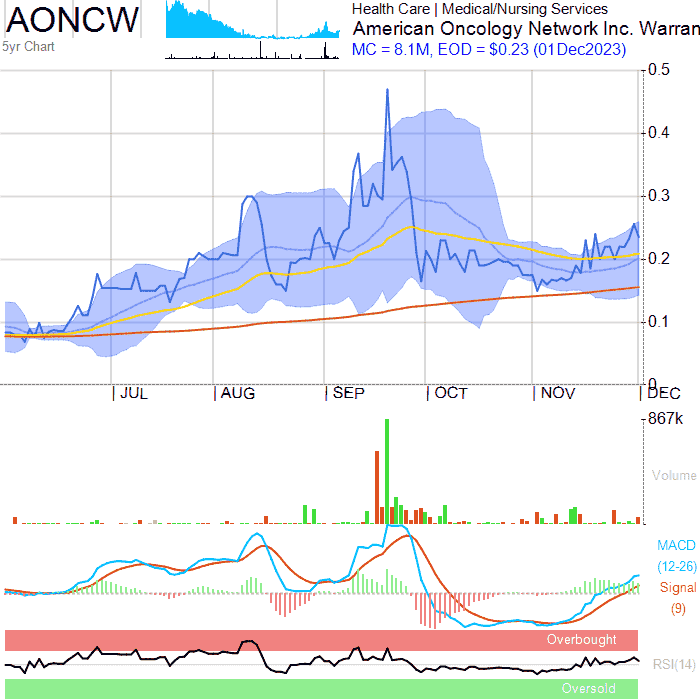 AONCW
5yr Chart
Health Care | Medical/Nursing Services
American Oncology Network Inc. Warran
MC = 8.1M, EOD = $0.23 (01Dec2023)
0.5
0.4
0.3
0.2
0.1
0
JUL AUG SEP OCT NOV DEC
867k
Volume
MACD
(12-26)
Signal
(9)
Overbought
RSI(14)
Oversold